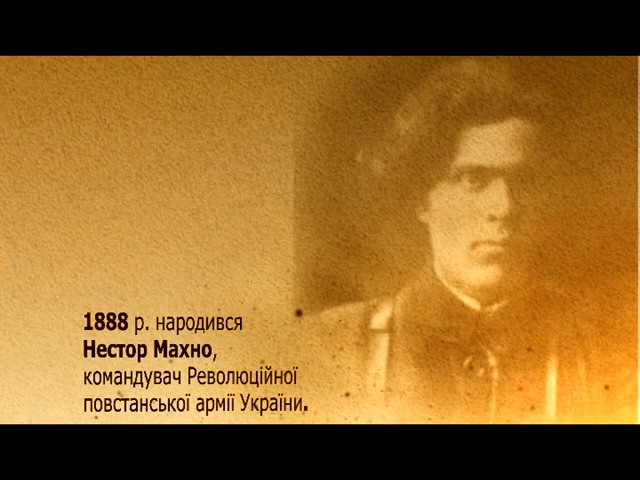 1888 р. народився
Нестор Махно,
командувач Революційної
повстанської армії України.